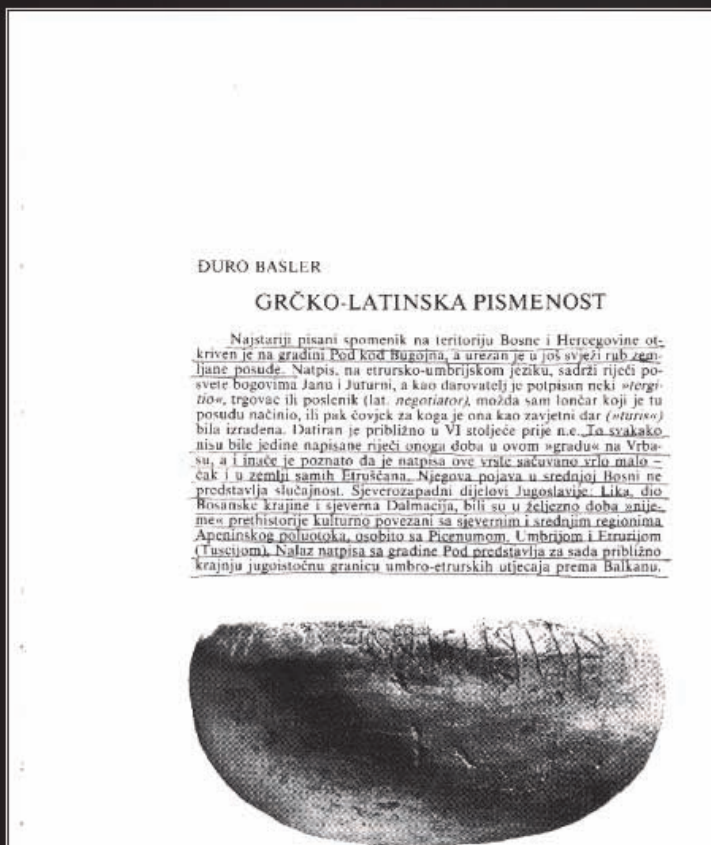 ĐURO BASLER
GRČKO-LATINSKA PISMENOST
Najstariji pisani spomenik na teritoriju Bosne i Hercegovine ot-
kriven je na gradini Pod kod Bugojna, a urezan je u još svježi rub zem-
ljane posude. Natpis, na etrursko-umbrijskom jeziku, sadrži riječi po-
svete bogovima Janu i Juturni, a kao darovatelj je potpisan neki »tergi-
tio«, trgovac ili poslenik (lat. negotiator), možda sam lončar koji je tu
posudu načinio, ili pak čovjek za koga je ona kao zavjetni dar (»turis«)
bila izrađena. Datiran je približno u VI stoljeće prije n.e. To svakako
nisu bile jedine napisane riječi onoga doba u ovom »gradu« na Vrba-
su, a i inače je poznato da je natpisa ove vrste sačuvano vrlo malo –
čak i u zemlji samih Etruščana. Njegova pojava u srednjoj Bosni ne
predstavlja slučajnost. Sjeverozapadni dijelovi Jugoslavije: Lika, dio
Bosanske krajine i sjeverna Dalmacija, bili su u željezno doba »nije-
me« prethistorije kulturno povezani sa sjevernim i srednjim regionima
Apeninskog poluotoka, osobito sa Picenumom, Umbrijom i Etrurijom
(Tuscijom). Nalaz natpisa sa gradine Pod predstavlja za sada približno
krajnju jugoistočnu granicu umbro-etrurskih utjecaja prema Balkanu.